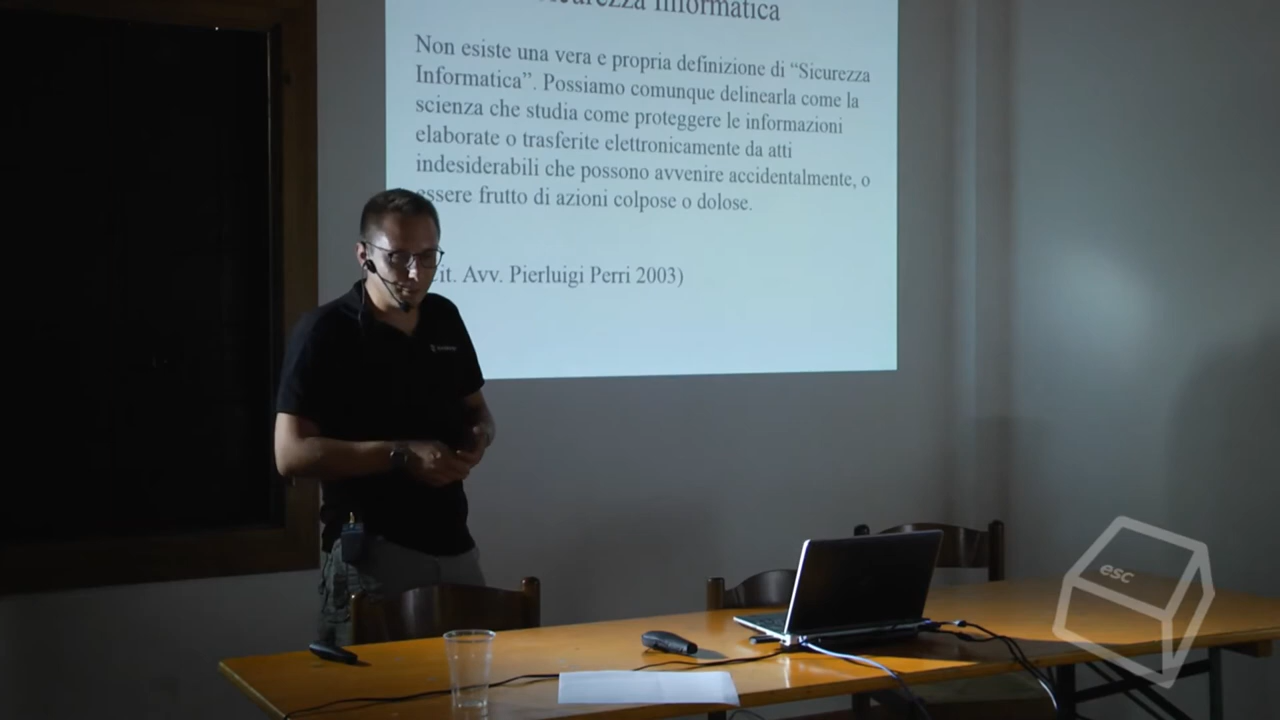 Informatica
Non esiste una vera e propria definizione di “Sicurezza
Informatica”. Possiamo comunque delinearla come la
scienza che studia come proteggere le informazioni
elaborate o trasferite elettronicamente da atti
indesiderabili che possono avvenire accidentalmente, o
essere frutto di azioni colpose o dolose.
Avv. Pierluigi Perri 2003)
esc